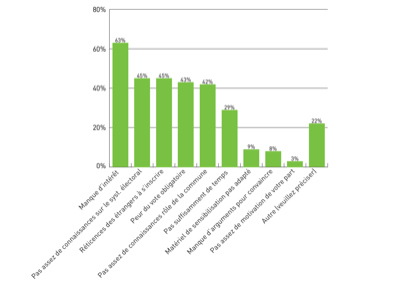 80%
60%
40%
20%
0%
63%
45%
45%
43%
42%
29%
9%
8%
3%
22%
Manque d'intérêt
Pas assez de connaissances sur le syst. électoral
Réticences des étrangers à s'inscrire
Peur du vote obligatoire
Pas assez de connaissances rôle de la commune
Pas suffisamment de temps
Matériel de sensibilisation pas adapté
Manque d'arguments pour convaincre
Pas assez de motivation de votre part
Autre (veuillez préciser)